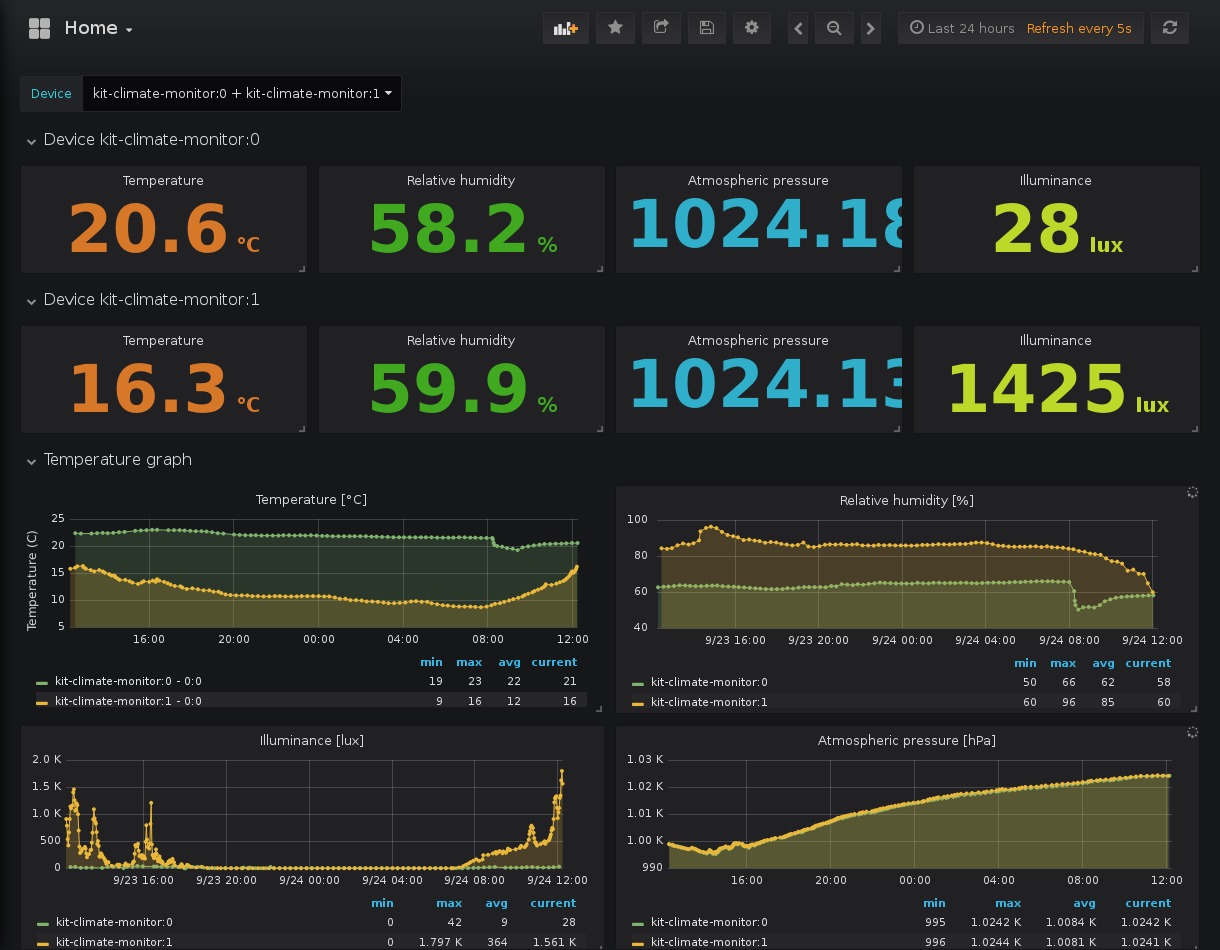 Home
Last 24 hours Refresh every 5s
Device kit-climate-monitor:0 + kit-climate-monitor:1
Device kit-climate-monitor:0
Temperature Relative humidity Atmospheric pressure Illuminance
20.6 °C 58.2 % 1024.18 28 lux
Device kit-climate-monitor:1
Temperature Relative humidity Atmospheric pressure Illuminance
16.3 °C 59.9 % 1024.13 1425 lux
Temperature graph
Temperature [°C]
Temperature (C)
25
20
15
10
5
16:00 20:00 00:00 04:00 08:00 12:00
min max avg current
kit-climate-monitor:0 - 0:0 19 23 22 21
kit-climate-monitor:1 - 0:0 9 16 12 16
Relative humidity [%]
100
80
60
40
9/23 16:00 9/23 20:00 9/24 00:00 9/24 04:00 9/24 08:00 9/24 12:00
min max avg current
kit-climate-monitor:0 50 66 62 58
kit-climate-monitor:1 60 96 85 60
Illuminance [lux]
2.0 K
1.5 K
1.0 K
500
0
9/23 16:00 9/23 20:00 9/24 00:00 9/24 04:00 9/24 08:00 9/24 12:00
min max avg current
kit-climate-monitor:0 0 42 9 28
kit-climate-monitor:1 0 1.797 K 364 1.561 K
Atmospheric pressure [hPa]
1.03 K
1.02 K
1.01 K
1.00 K
990
16:00 20:00 00:00 04:00 08:00 12:00
min max avg current
kit-climate-monitor:0 995 1.0242 K 1.0084 K 1.0242 K
kit-climate-monitor:1 996 1.0244 K 1.0081 K 1.0241 K